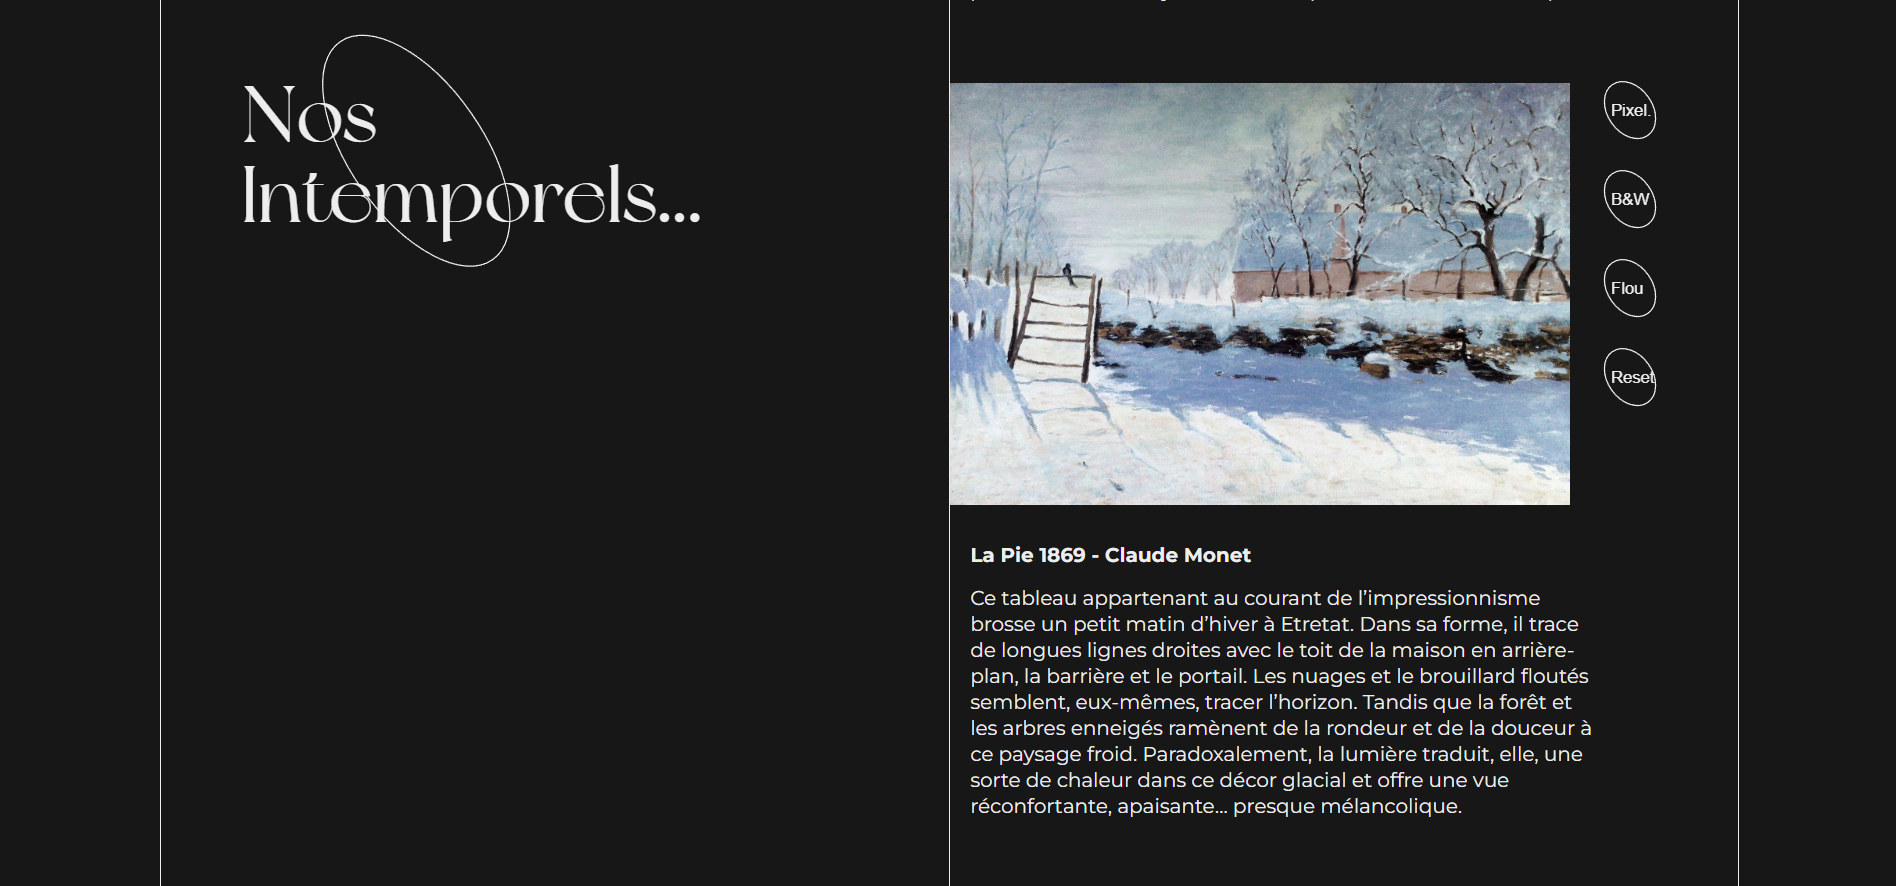 Nos
Intemporels...
Pixel.
B&W
Flou
Reset
La Pie 1869 - Claude Monet
Ce tableau appartenant au courant de l’impressionnisme
brosse un petit matin d’hiver à Etretat. Dans sa forme, il trace
de longues lignes droites avec le toit de la maison en arrière-
plan, la barrière et le portail. Les nuages et le brouillard floutés
semblent, eux-mêmes, tracer l’horizon. Tandis que la forêt et
les arbres enneigés ramènent de la rondeur et de la douceur à
ce paysage froid. Paradoxalement, la lumière traduit, elle, une
sorte de chaleur dans ce décor glacial et offre une vue
réconfortante, apaisante... presque mélancolique.